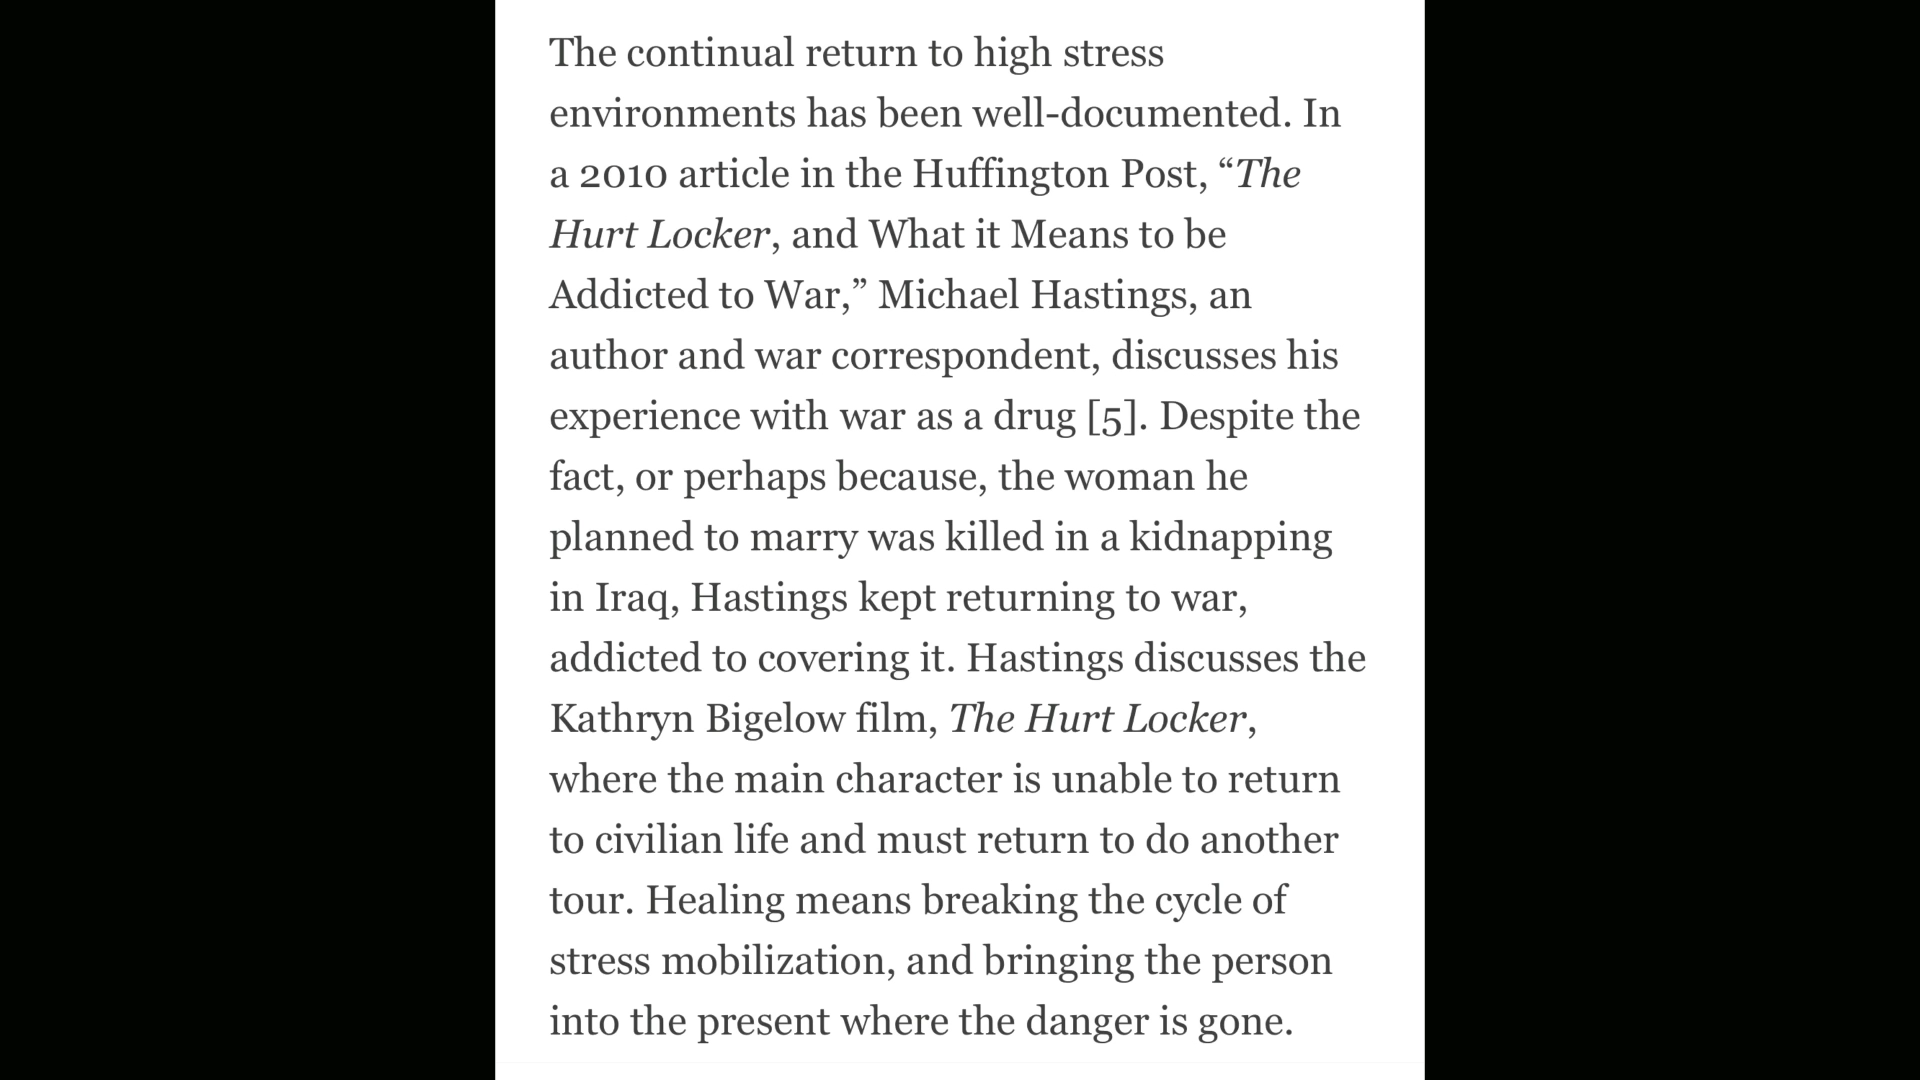 The continual return to high stress
environments has been well-documented. In
a 2010 article in the Huffington Post, “The
Hurt Locker, and What it Means to be
Addicted to War,” Michael Hastings, an
author and war correspondent, discusses his
experience with war as a drug [5]. Despite the
fact, or perhaps because, the woman he
planned to marry was killed in a kidnapping
in Iraq, Hastings kept returning to war,
addicted to covering it. Hastings discusses the
Kathryn Bigelow film, The Hurt Locker,
where the main character is unable to return
to civilian life and must return to do another
tour. Healing means breaking the cycle of
stress mobilization, and bringing the person
into the present where the danger is gone.